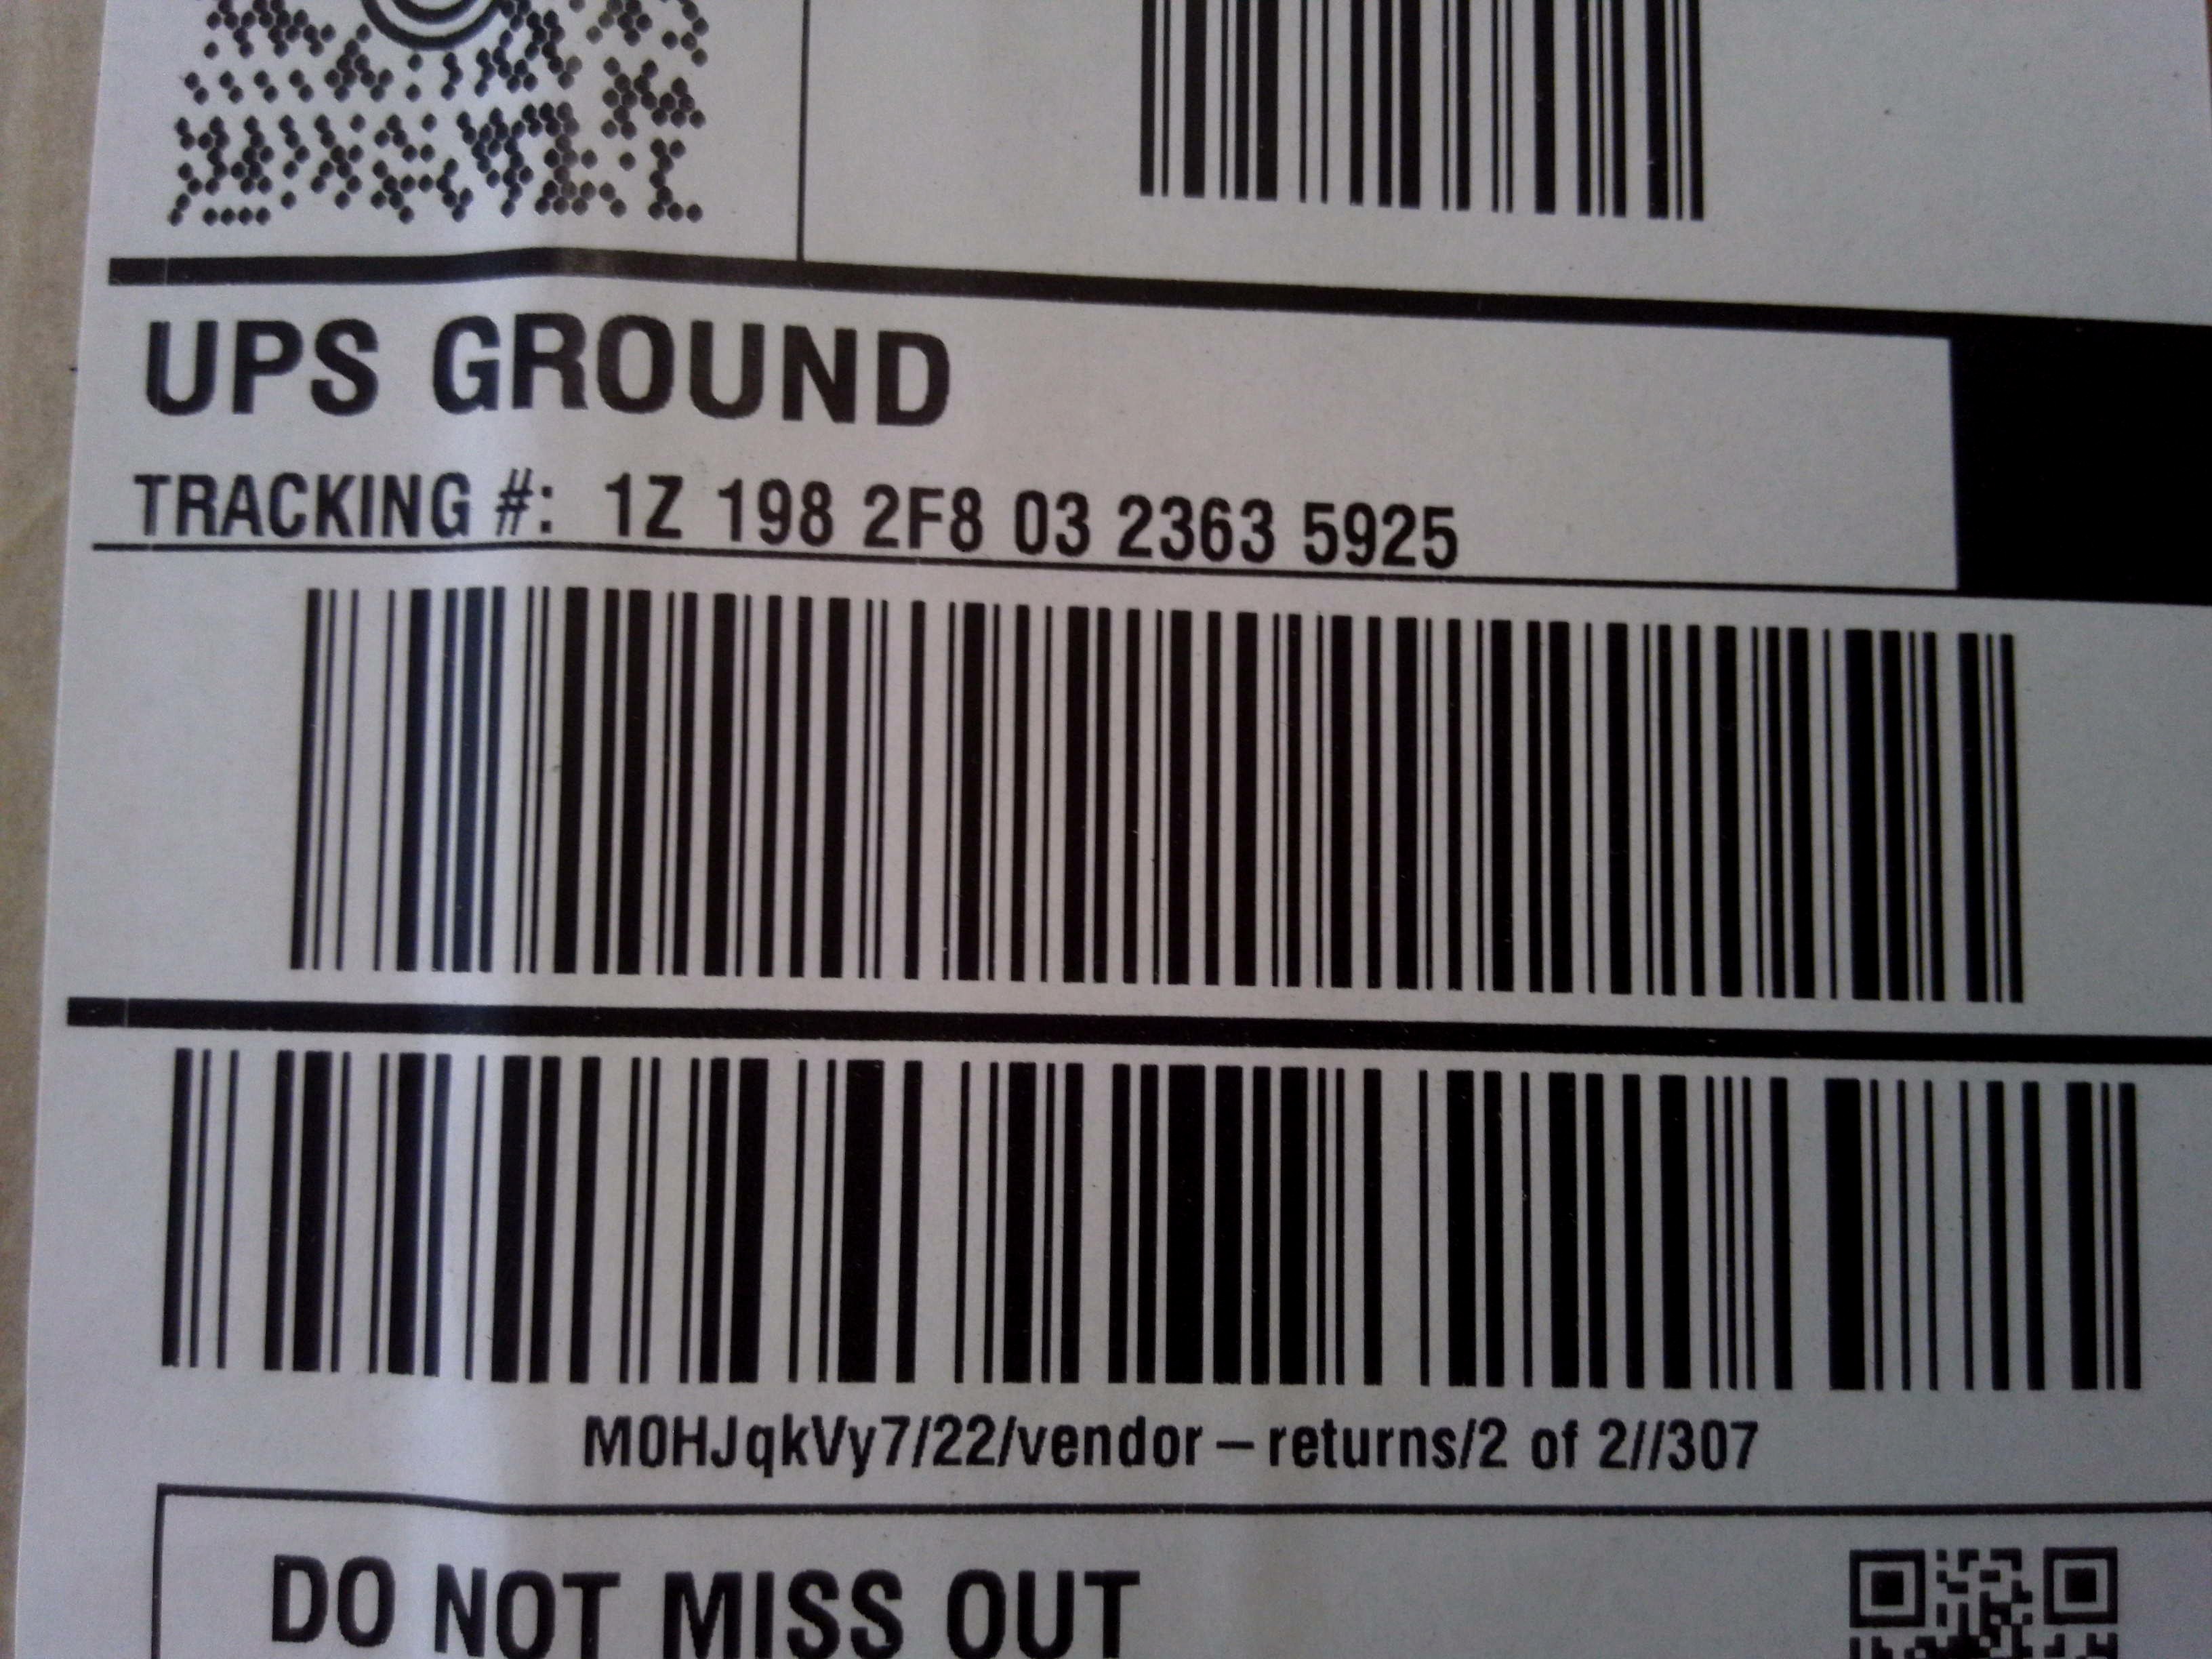 UPS GROUND
TRACKING #: 1Z 198 2F8 03 2363 5925
M0HJqkVy7/22/vendor – returns/2 of 2//307
DO NOT MISS OUT